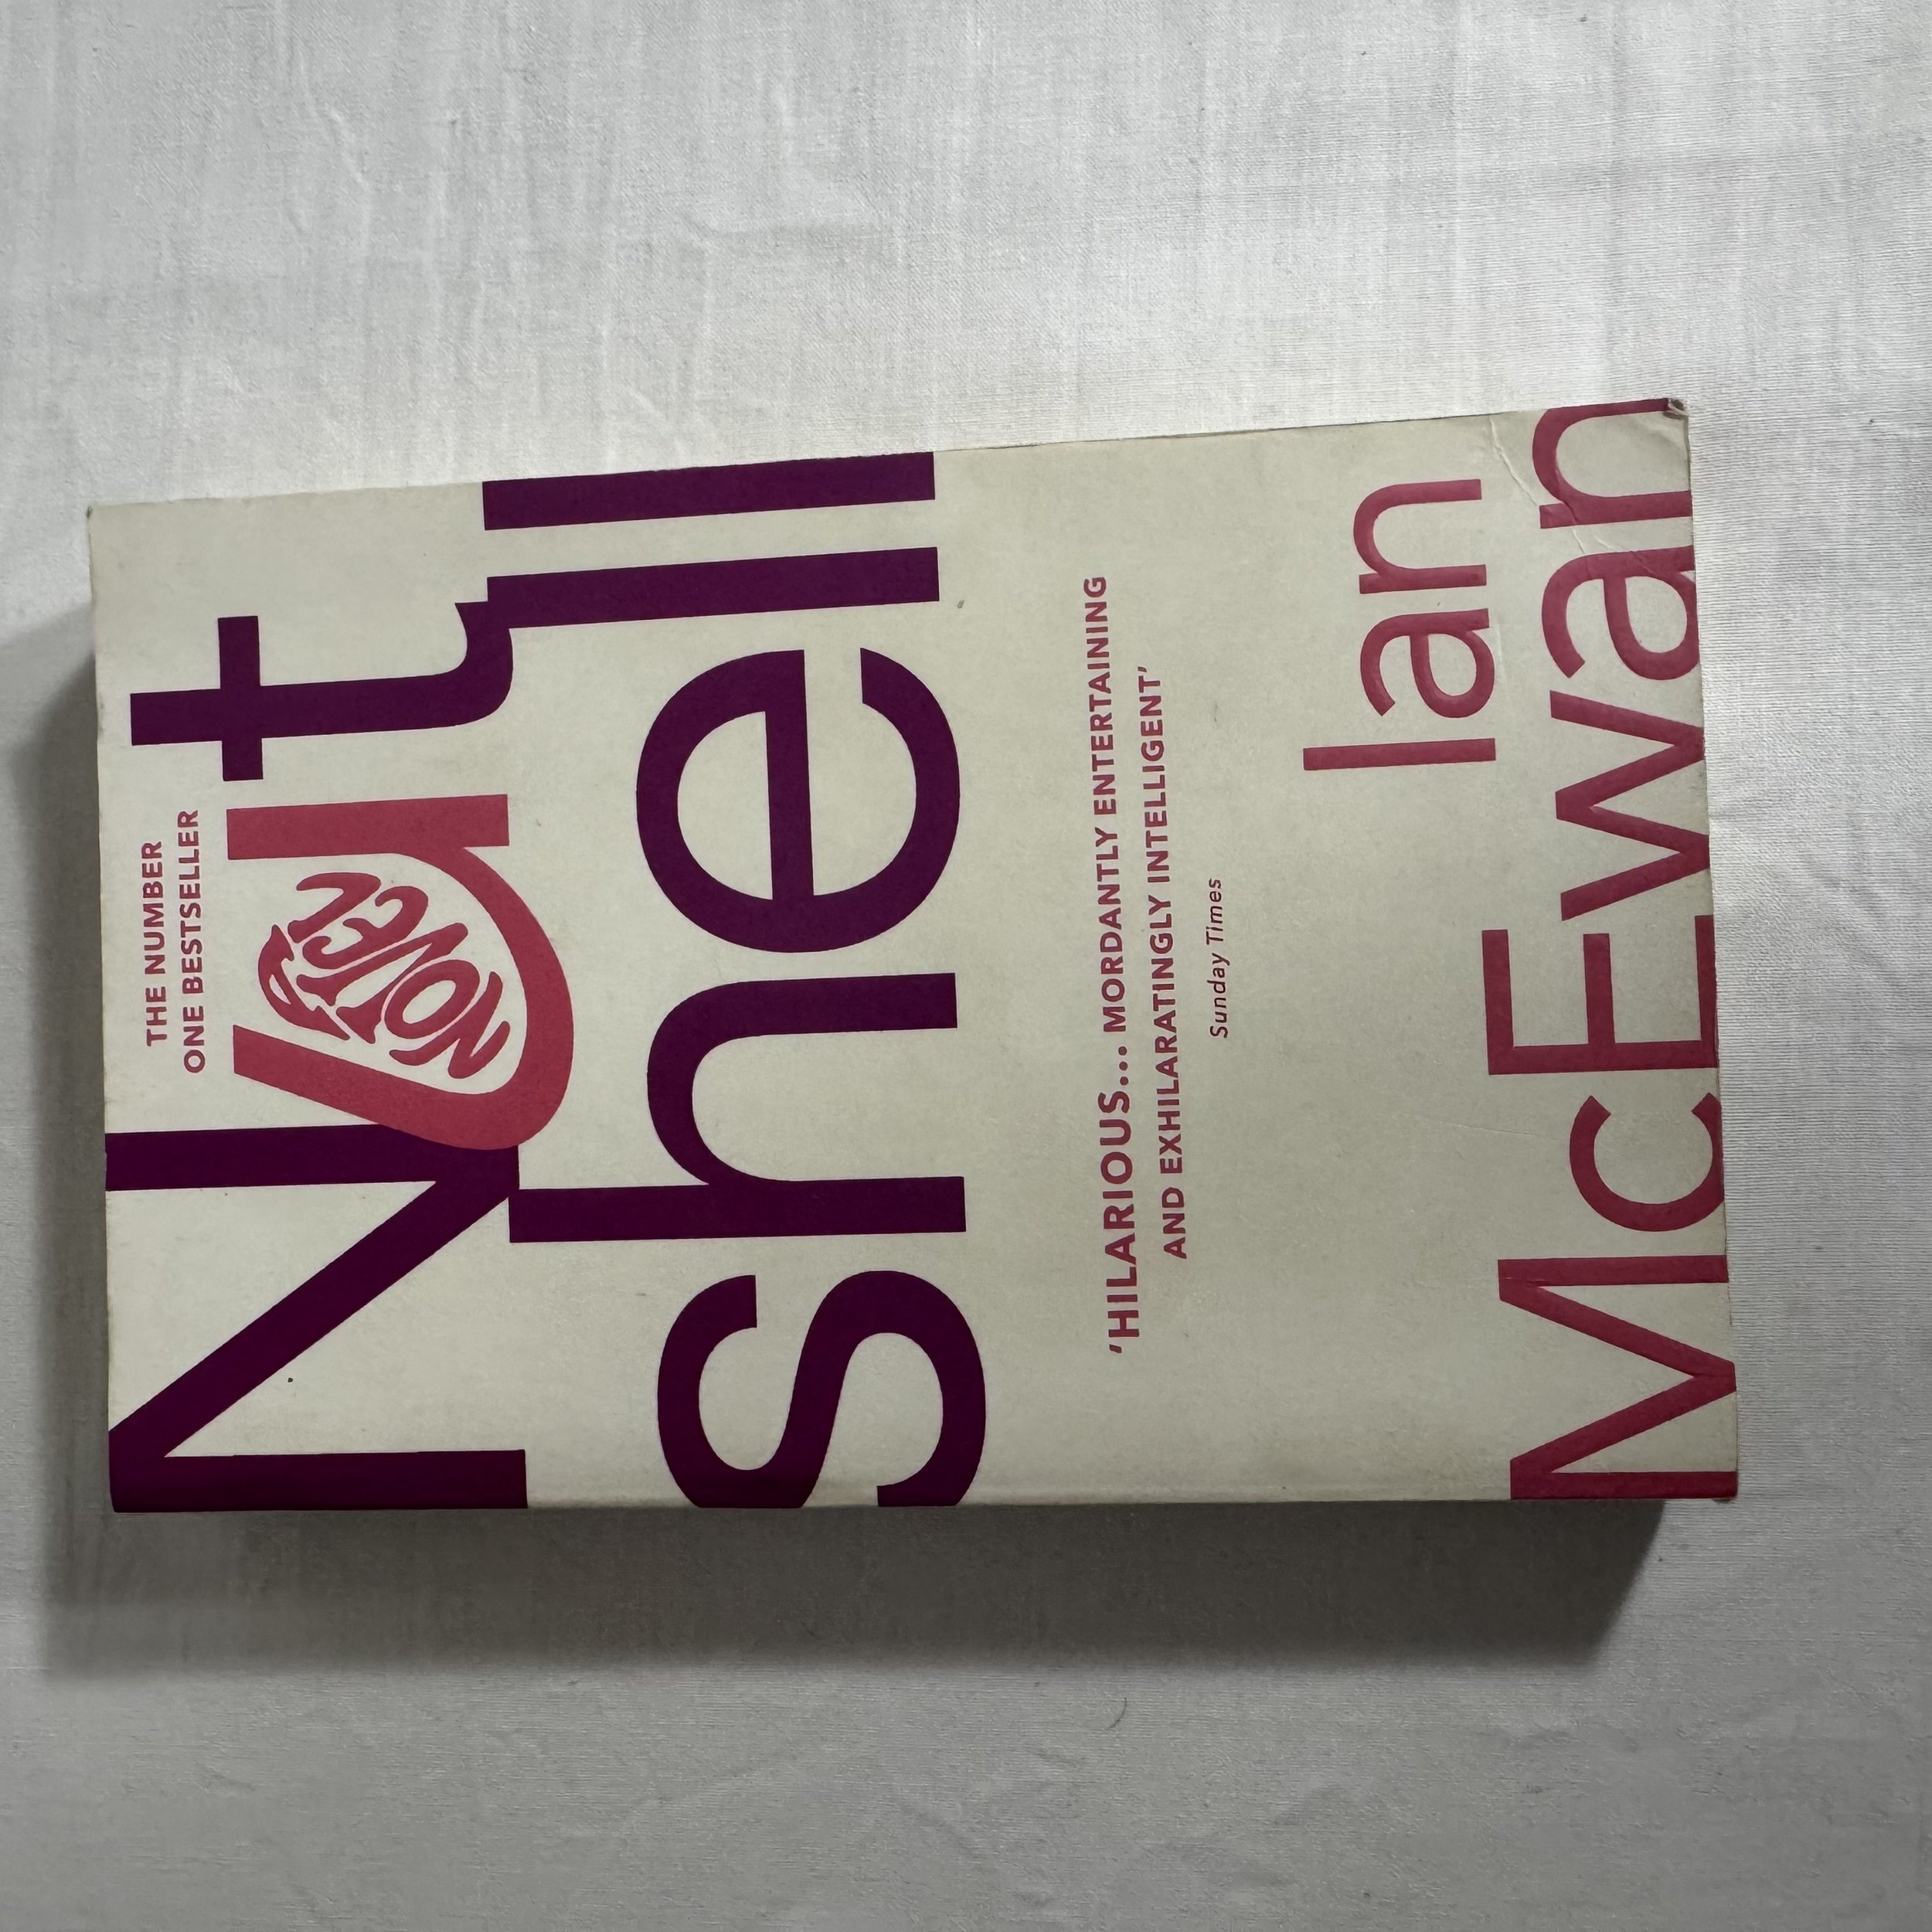 THE NUMBER
ONE BESTSELLER
Nut
A NOVEL
shell
'HILARIOUS... MORDANTLY ENTERTAINING
AND EXHILARATINGLY INTELLIGENT'
Sunday Times
Ian
McEwan